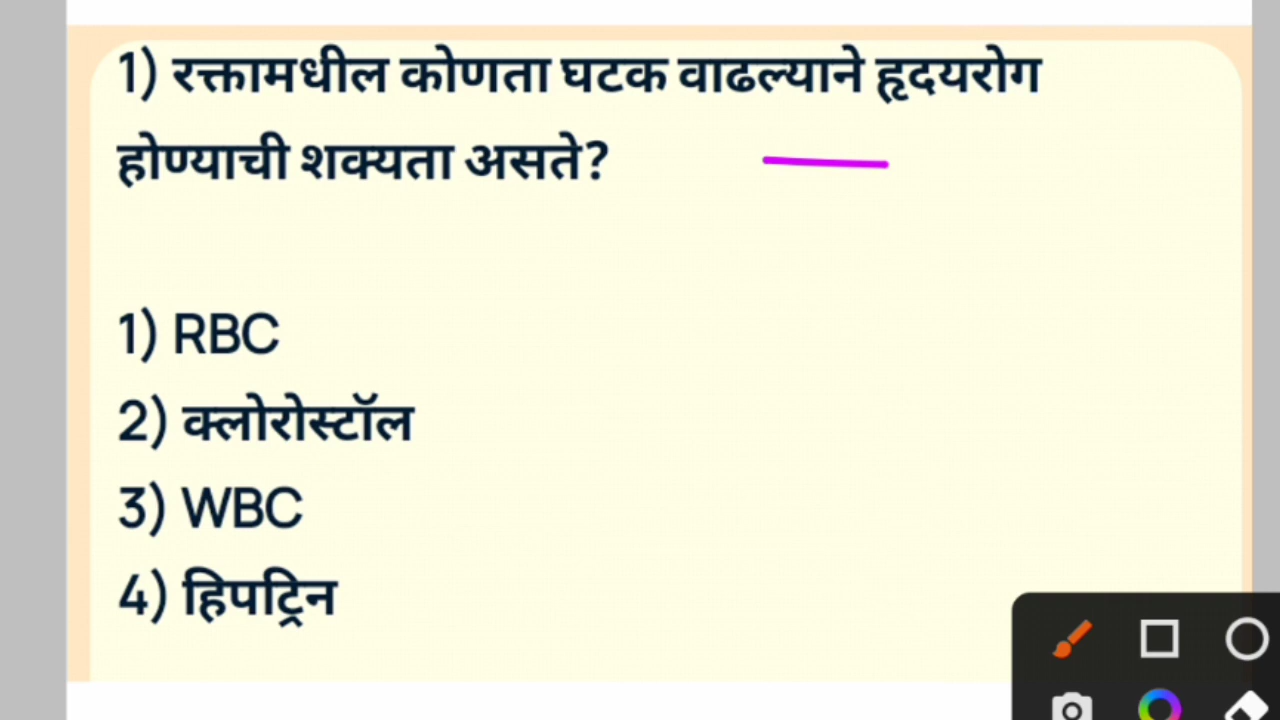 1) रक्तामधील कोणता घटक वाढल्याने हृदयरोग
होण्याची शक्यता असते?
1) RBC
2) क्लोरोस्टॉल
3) WBC
4) हिपट्रिन